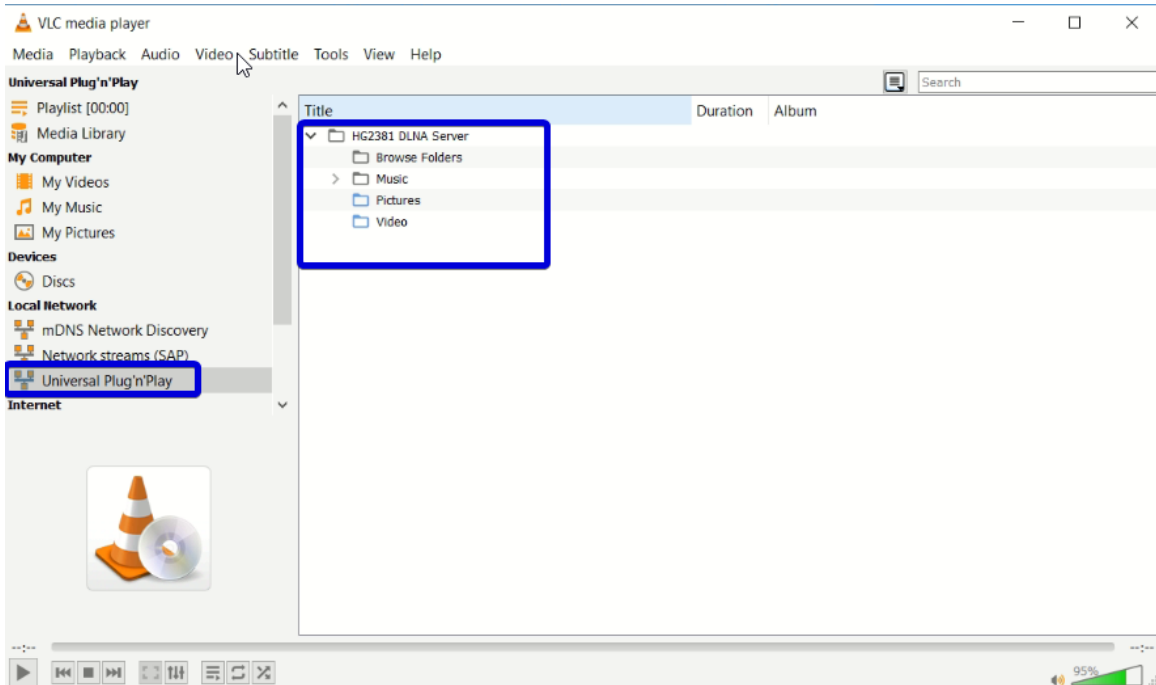 VLC media player
Media Playback Audio Video Subtitle Tools View Help
Universal Plug'n'Play
Search
Playlist [00:00]
Media Library
My Computer
My Videos
My Music
My Pictures
Devices
Discs
Local Network
mDNS Network Discovery
Network streams (SAP)
Universal Plug'n'Play
Internet
Title Duration Album
HG2381 DLNA Server
Browse Folders
Music
Pictures
Video
--:-- --:--
95%